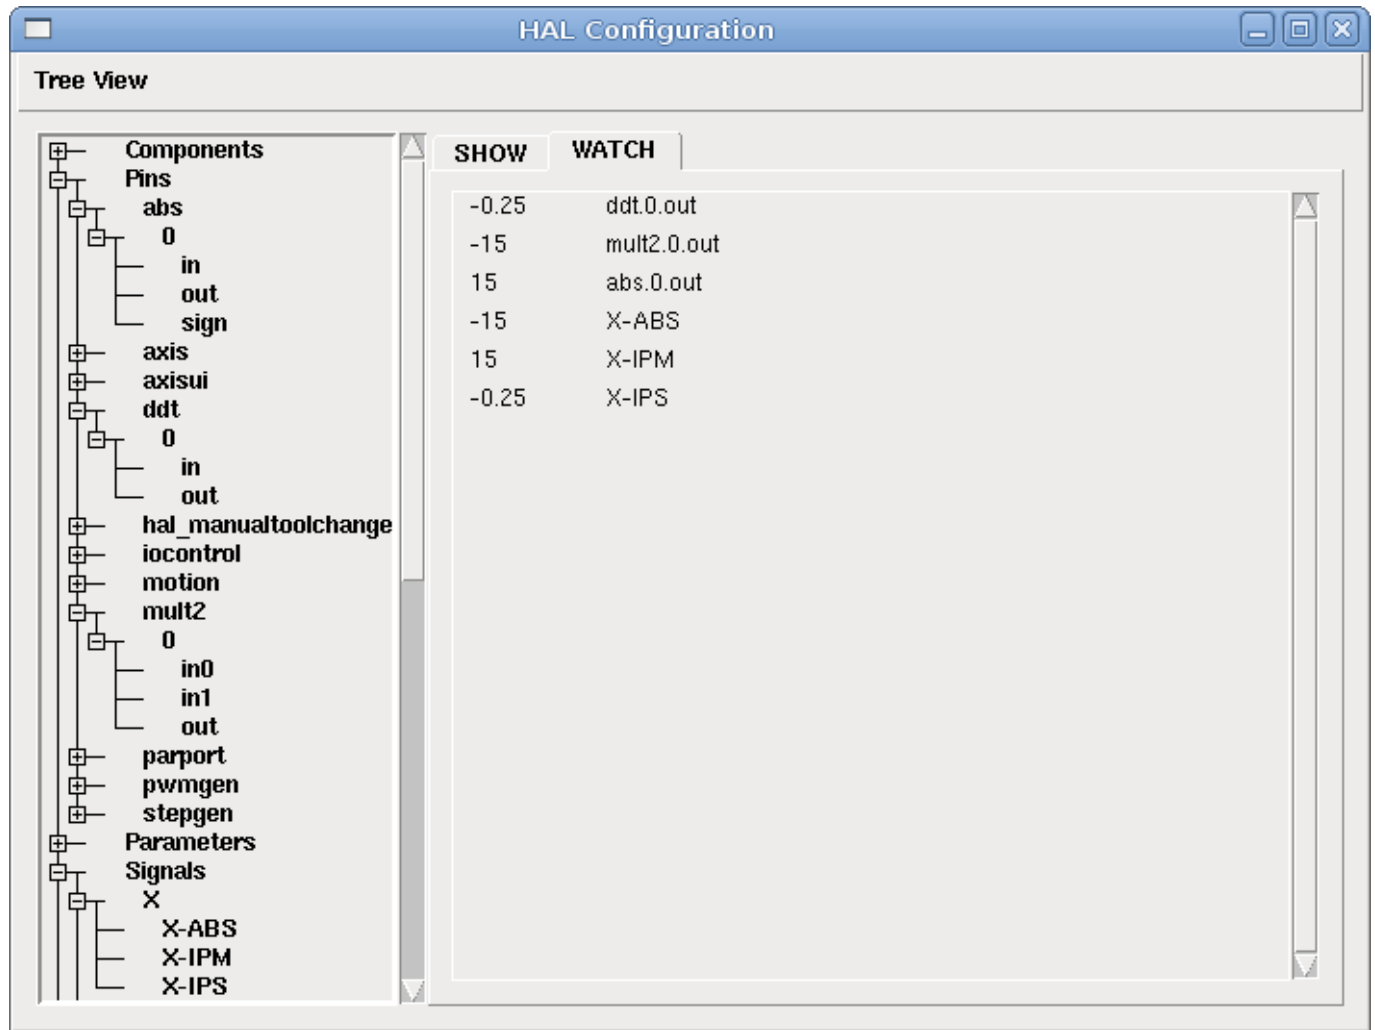 HAL Configuration
Tree View
Components
Pins
abs
0
in
out
sign
axis
axisui
ddt
0
in
out
hal_manualtoolchange
iocontrol
motion
mult2
0
in0
in1
out
parport
pwmgen
stepgen
Parameters
Signals
X
X-ABS
X-IPM
X-IPS
SHOW WATCH
-0.25 ddt.0.out
-15 mult2.0.out
15 abs.0.out
-15 X-ABS
15 X-IPM
-0.25 X-IPS